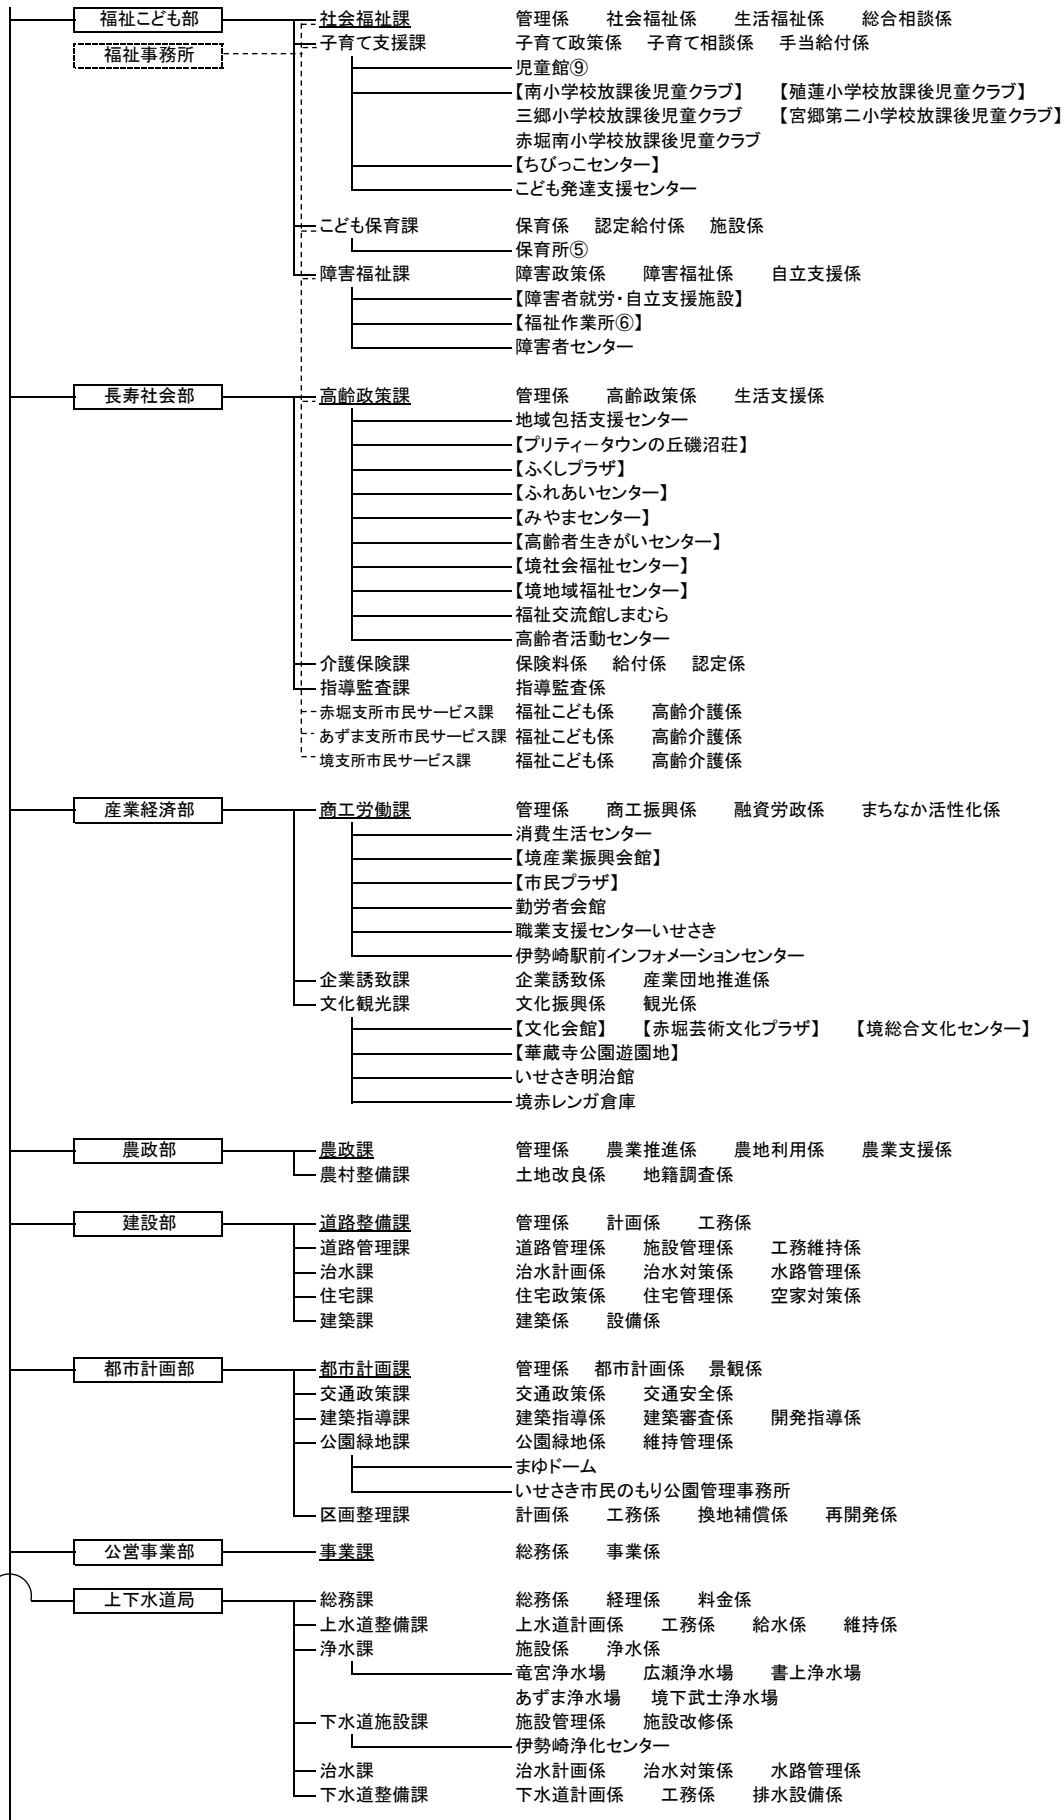 福祉こども部　社会福祉課　管理係　社会福祉係　生活福祉係　総合相談係
子育て支援課　子育て政策係　子育て相談係　手当給付係
福祉事務所
児童館⑨
【南小学校放課後児童クラブ】　【殖蓮小学校放課後児童クラブ】
三郷小学校放課後児童クラブ　【宮郷第二小学校放課後児童クラブ】
赤堀南小学校放課後児童クラブ
【ちびっこセンター】
こども発達支援センター
こども保育課　保育係　認定給付係　施設係
保育所⑤
障害福祉課　障害政策係　障害福祉係　自立支援係
【障害者就労・自立支援施設】
【福祉作業所⑥】
障害者センター
長寿社会部　高齢政策課　管理係　高齢政策係　生活支援係
地域包括支援センター
【プリティータウンの丘磯沼荘】
【ふくしプラザ】
【ふれあいセンター】
【みやまセンター】
【高齢者生きがいセンター】
【境社会福祉センター】
【境地域福祉センター】
福祉交流館しまむら
高齢者活動センター
介護保険課　保険料係　給付係　認定係
指導監査課　指導監査係
赤堀支所市民サービス課　福祉こども係　高齢介護係
あずま支所市民サービス課　福祉こども係　高齢介護係
境支所市民サービス課　福祉こども係　高齢介護係
産業経済部　商工労働課　管理係　商工振興係　融資労政係　まちなか活性化係
消費生活センター
【境産業振興会館】
【市民プラザ】
勤労者会館
職業支援センターいせさき
伊勢崎駅前インフォメーションセンター
企業誘致課　企業誘致係　産業団地推進係
文化観光課　文化振興係　観光係
【文化会館】　【赤堀芸術文化プラザ】　【境総合文化センター】
【華蔵寺公園遊園地】
いせさき明治館
境赤レンガ倉庫
農政部　農政課　管理係　農業推進係　農地利用係　農業支援係
農村整備課　土地改良係　地籍調査係
建設部　道路整備課　管理係　計画係　工務係
道路管理課　道路管理係　施設管理係　工務維持係
治水課　治水計画係　治水対策係　水路管理係
住宅課　住宅政策係　住宅管理係　空家対策係
建築課　建築係　設備係
都市計画部　都市計画課　管理係　都市計画係　景観係
交通政策課　交通政策係　交通安全係
建築指導課　建築指導係　建築審査係　開発指導係
公園緑地課　公園緑地係　維持管理係
まゆドーム
いせさき市民のもり公園管理事務所
区画整理課　計画係　工務係　換地補償係　再開発係
公営事業部　事業課　総務係　事業係
上下水道局　総務課　総務係　経理係　料金係
上水道整備課　上水道計画係　工務係　給水係　維持係
浄水課　施設係　浄水係
竜宮浄水場　広瀬浄水場　書上浄水場
あずま浄水場　境下武士浄水場
下水道施設課　施設管理係　施設改修係
伊勢崎浄化センター
治水課　治水計画係　治水対策係　水路管理係
下水道整備課　下水道計画係　工務係　排水設備係